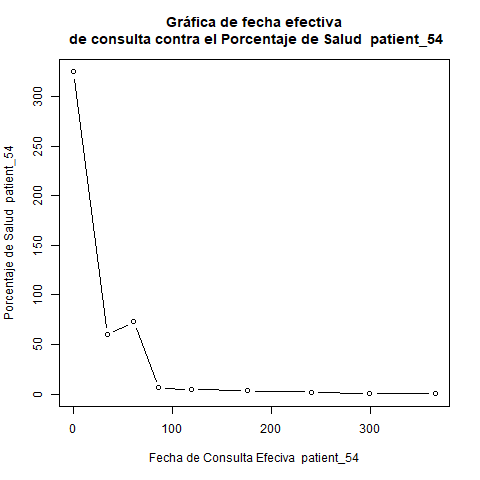 Gráfica de fecha efectiva
de consulta contra el Porcentaje de Salud patient_54
Porcentaje de Salud patient_54
300
250
200
150
100
50
0
0 100 200 300
Fecha de Consulta Efeciva patient_54